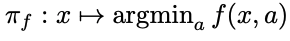 π_f : x ↦ argmin_a f(x, a)